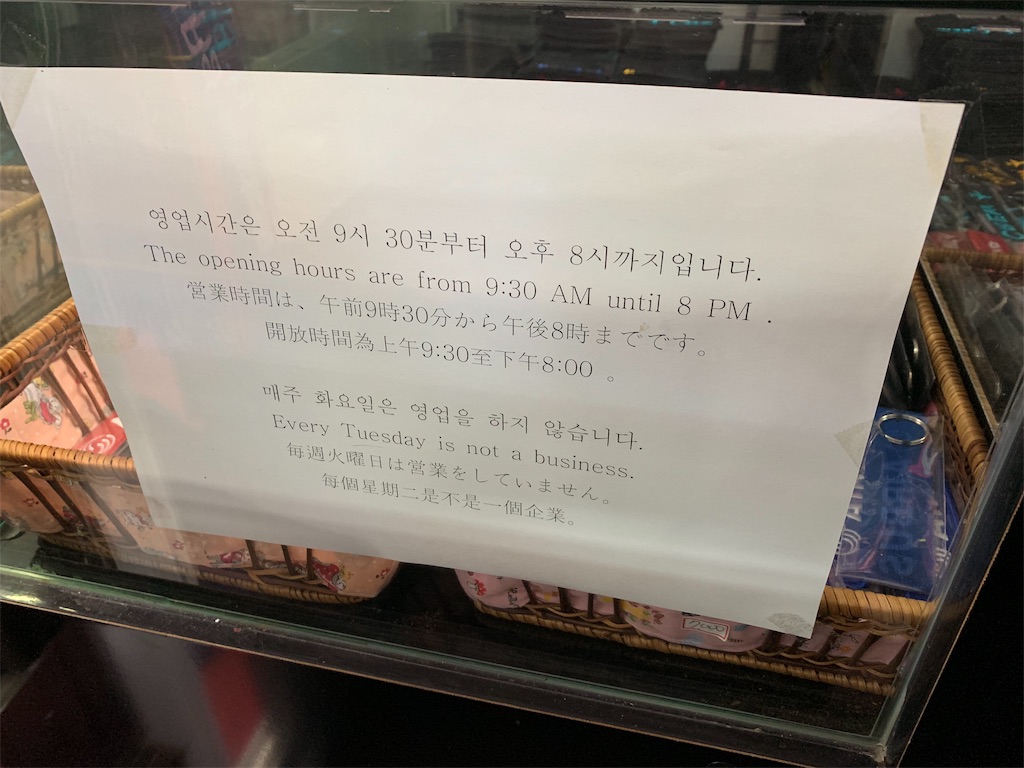 영업시간은 오전 9시 30분부터 오후 8시까지입니다.
The opening hours are from 9:30 AM until 8 PM .
営業時間は、午前9時30分から午後8時までです。
開放時間為上午9:30至下午8:00 。
매주 화요일은 영업을 하지 않습니다.
Every Tuesday is not a business.
毎週火曜日は営業をしていません。
每個星期二是不是一個企業。
7000